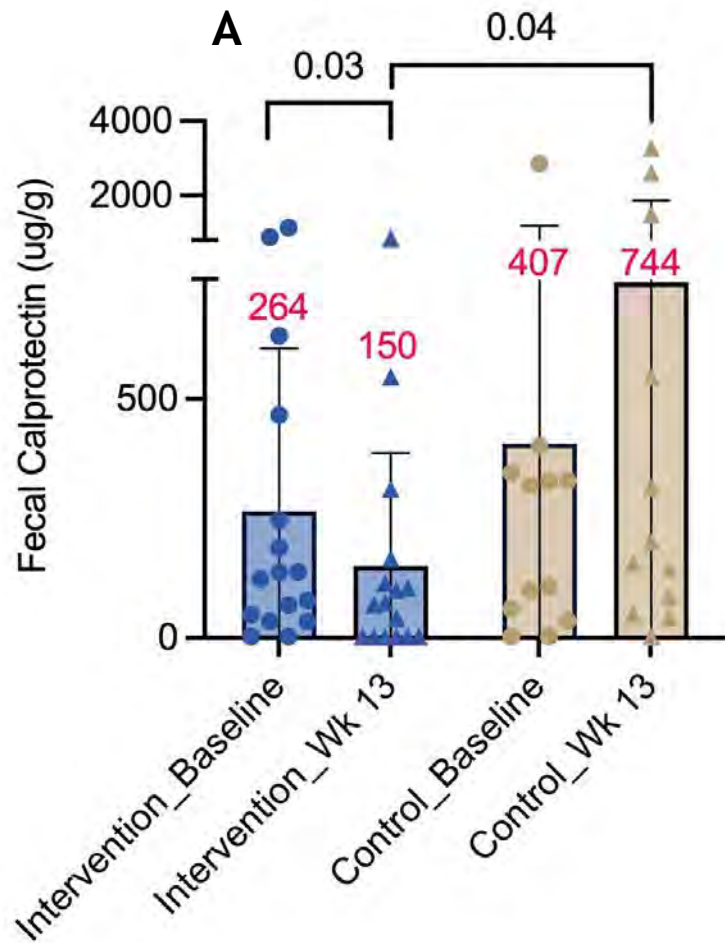 A
0.04
0.03
4000
2000
500
0
Fecal Calprotectin (ug/g)
264
150
407
744
Intervention_Baseline
Intervention_Wk 13
Control_Baseline
Control_Wk 13